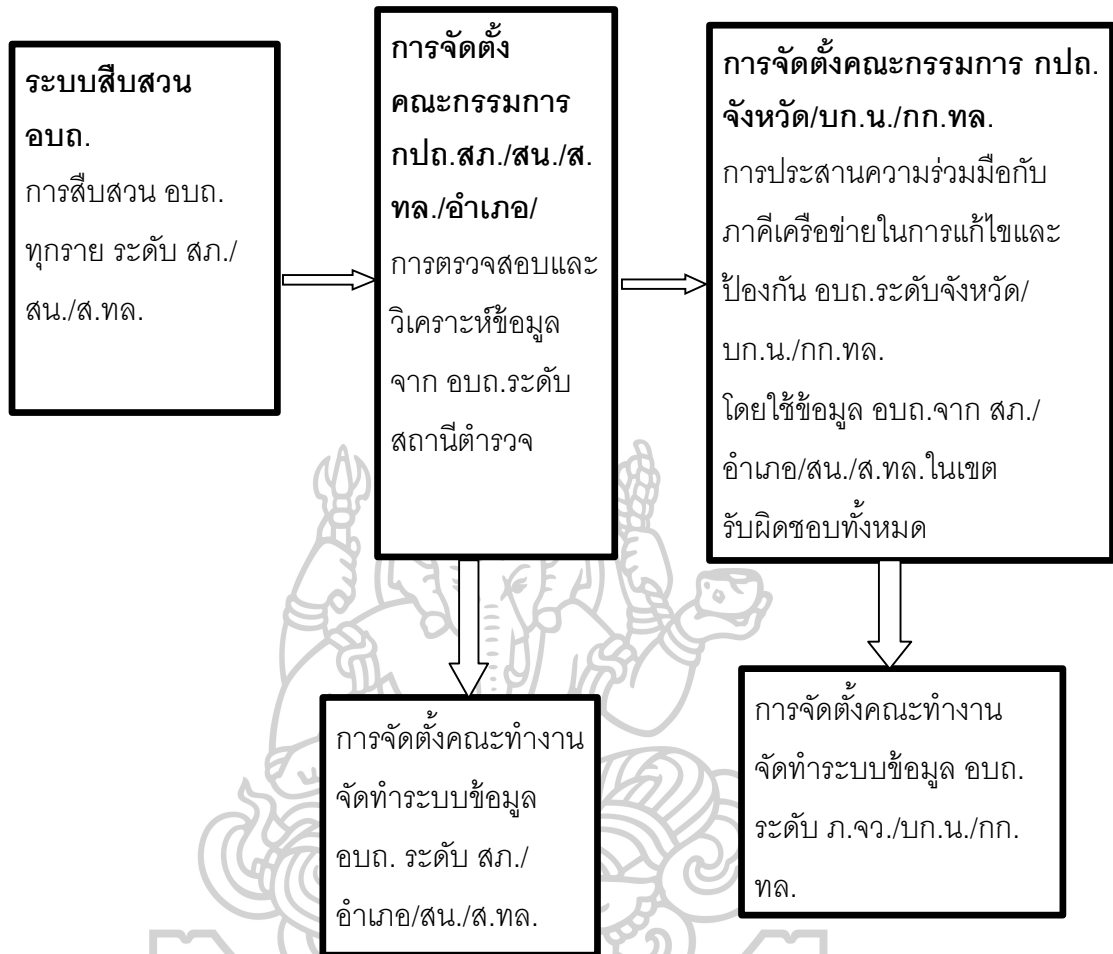 ระบบสืบสวน
อบถ.
การสืบสวน อบถ.
ทุกราย ระดับ สภ./
สน./ส.ทล.
การจัดตั้ง
คณะกรรมการ
กปถ.สภ./สน./ส.
ทล./อำเภอ/
การตรวจสอบและ
วิเคราะห์ข้อมูล
จาก อบถ.ระดับ
สถานีตำรวจ
การจัดตั้งคณะกรรมการ กปถ.
จังหวัด/บก.น./กก.ทล.
การประสานความร่วมมือกับ
ภาคีเครือข่ายในการแก้ไขและ
ป้องกัน อบถ.ระดับจังหวัด/
บก.น./กก.ทล.
โดยใช้ข้อมูล อบถ.จาก สภ./
อำเภอ/สน./ส.ทล.ในเขต
รับผิดชอบทั้งหมด
การจัดตั้งคณะทำงาน
จัดทำระบบข้อมูล
อบถ. ระดับ สภ./
อำเภอ/สน./ส.ทล.
การจัดตั้งคณะทำงาน
จัดทำระบบข้อมูล อบถ.
ระดับ ภ.จว./บก.น./กก.
ทล.